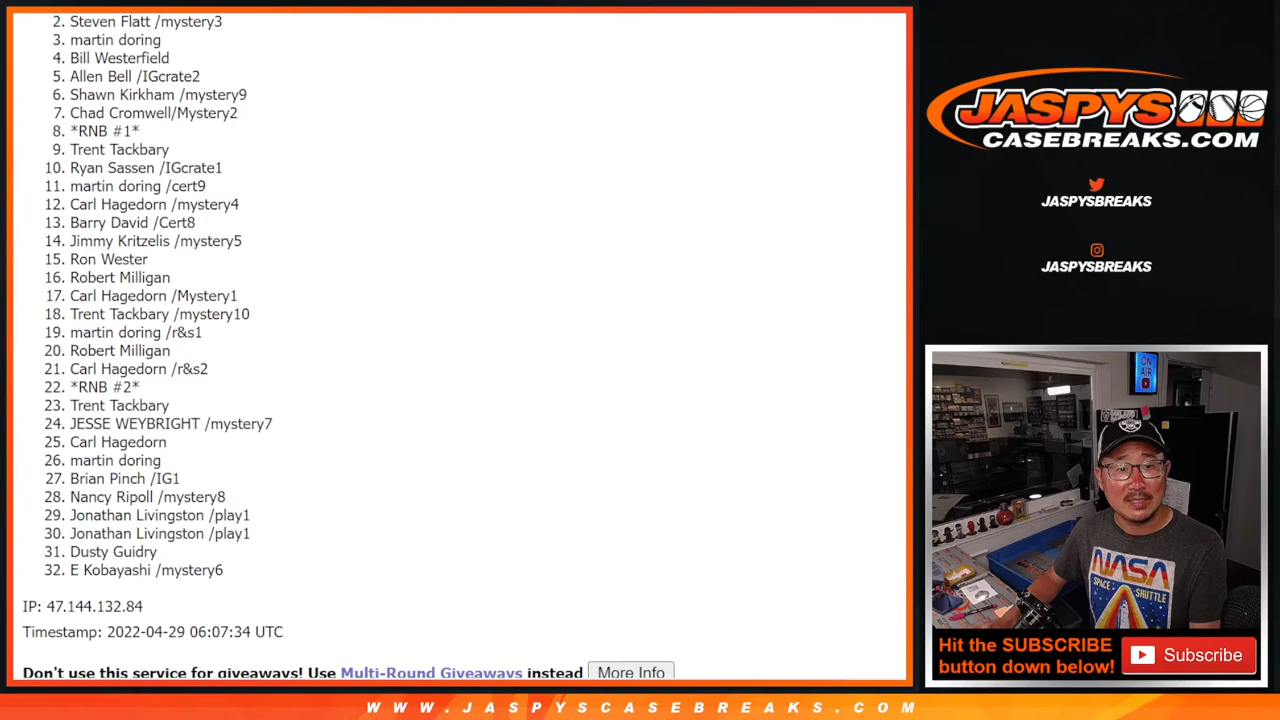 2. Steven Flatt /mystery3
3. martin doring
4. Bill Westerfield
5. Allen Bell /IGcrate2
6. Shawn Kirkham /mystery9
7. Chad Cromwell/Mystery2
8. *RNB #1*
9. Trent Tackbary
10. Ryan Sassen /IGcrate1
11. martin doring /cert9
12. Carl Hagedorn /mystery4
13. Barry David /Cert8
14. Jimmy Kritzelis /mystery5
15. Ron Wester
16. Robert Milligan
17. Carl Hagedorn /Mystery1
18. Trent Tackbary /mystery10
19. martin doring /r&s1
20. Robert Milligan
21. Carl Hagedorn /r&s2
22. *RNB #2*
23. Trent Tackbary
24. JESSE WEYBRIGHT /mystery7
25. Carl Hagedorn
26. martin doring
27. Brian Pinch /IG1
28. Nancy Ripoll /mystery8
29. Jonathan Livingston /play1
30. Jonathan Livingston /play1
31. Dusty Guidry
32. E Kobayashi /mystery6
IP: 47.144.132.84
Timestamp: 2022-04-29 06:07:34 UTC
Don't use this service for giveaways! Use Multi-Round Giveaways instead More Info
JASPYS
CASEBREAKS.COM
JASPYSBREAKS
JASPYSBREAKS
ON
AIR
NASA
SPACE SHUTTLE
Hit the SUBSCRIBE
button down below!
Subscribe
WWW.JASPYSCASEBREAKS.COM